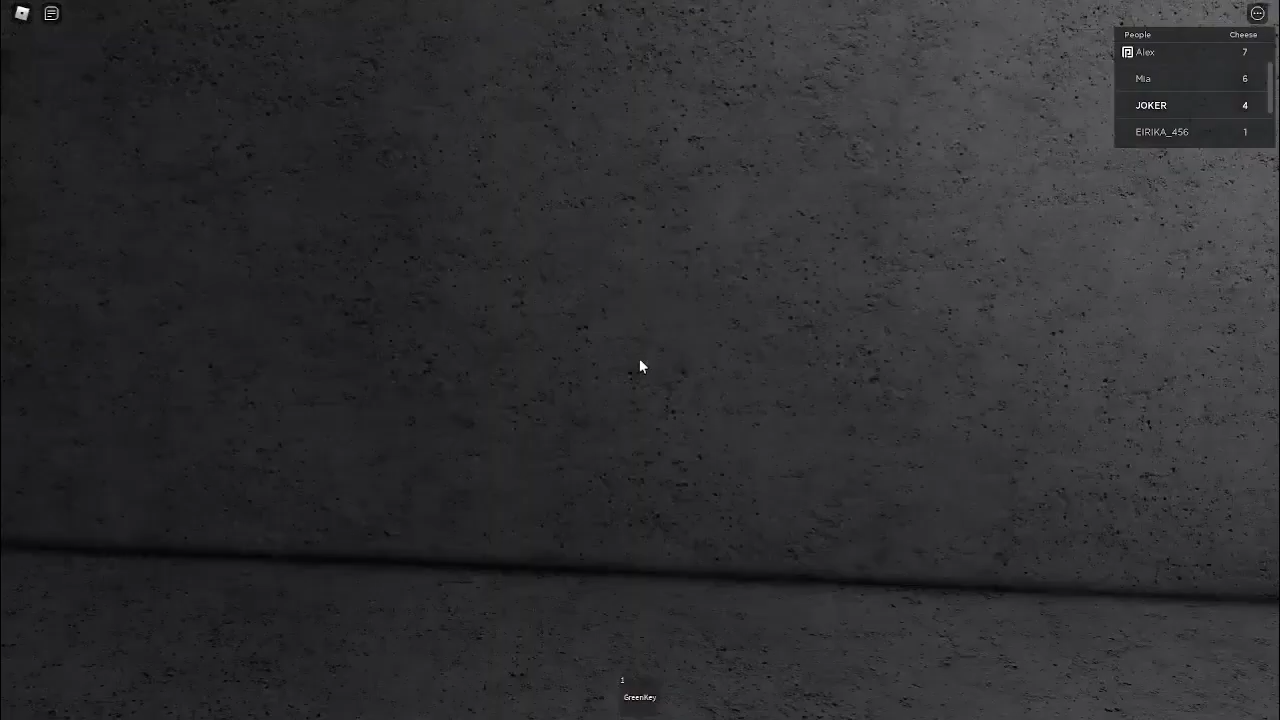 People Cheese
Alex 7
Mia 6
JOKER 4
EIRIKA_456 1
1
GreenKey